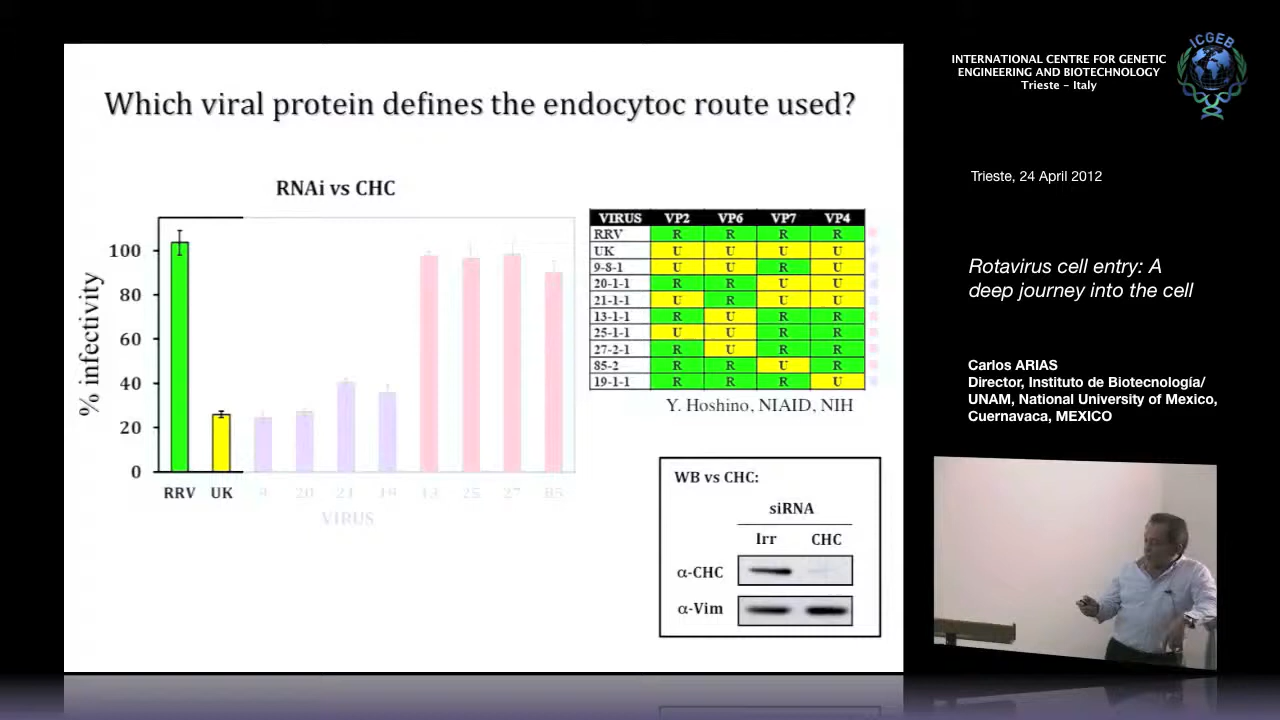 Which viral protein defines the endocytoc route used?
RNAi vs CHC
% infectivity
100
80
60
40
20
0
RRV UK 9 20 21 19 13 25 27 85
VIRUS
VIRUS VP2 VP6 VP7 VP4
RRV R R R R
UK U U U U
9-8-1 U U R U
20-1-1 R R U U
21-1-1 U R U U
13-1-1 R U R R
25-1-1 U U R R
27-2-1 R U R R
85-2 R R U R
19-1-1 R R R U
Y. Hoshino, NIAID, NIH
WB vs CHC:
siRNA
Irr CHC
α-CHC
α-Vim
ICGEB
INTERNATIONAL CENTRE FOR GENETIC
ENGINEERING AND BIOTECHNOLOGY
Trieste - Italy
Trieste, 24 April 2012
Rotavirus cell entry: A
deep journey into the cell
Carlos ARIAS
Director, Instituto de Biotecnología/
UNAM, National University of Mexico,
Cuernavaca, MEXICO